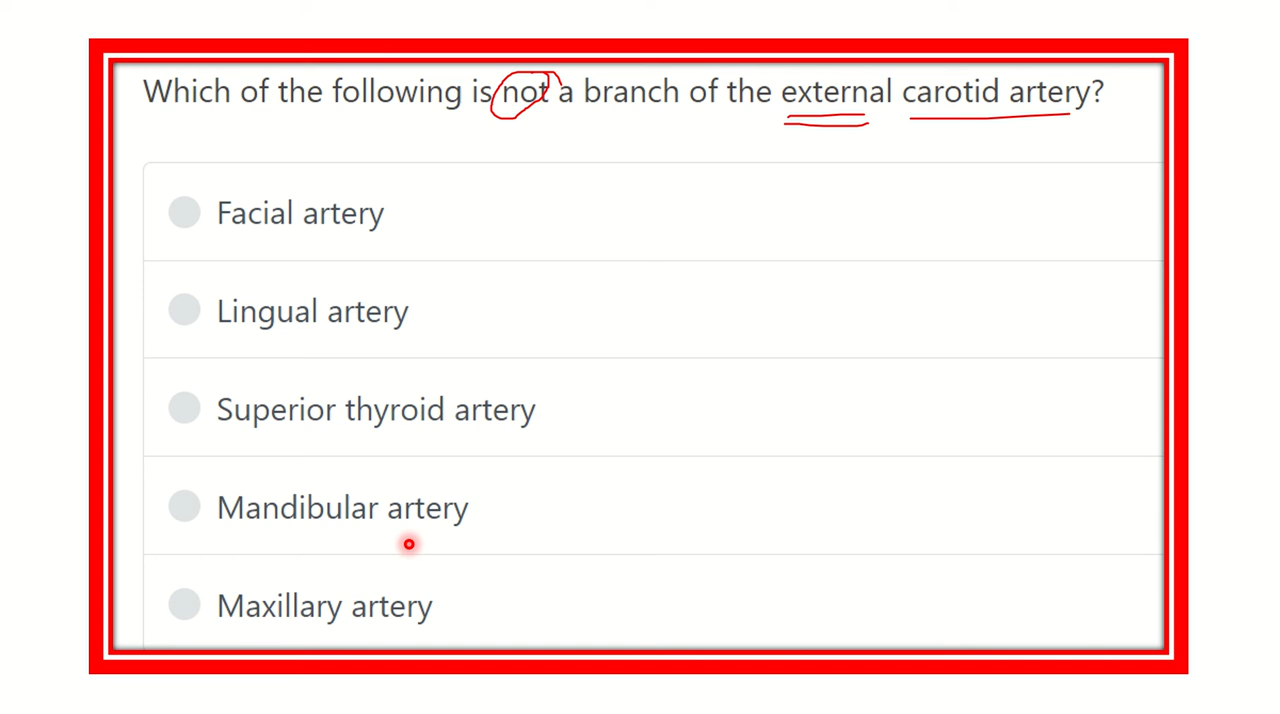 Which of the following is not a branch of the external carotid artery?
Facial artery
Lingual artery
Superior thyroid artery
Mandibular artery
Maxillary artery